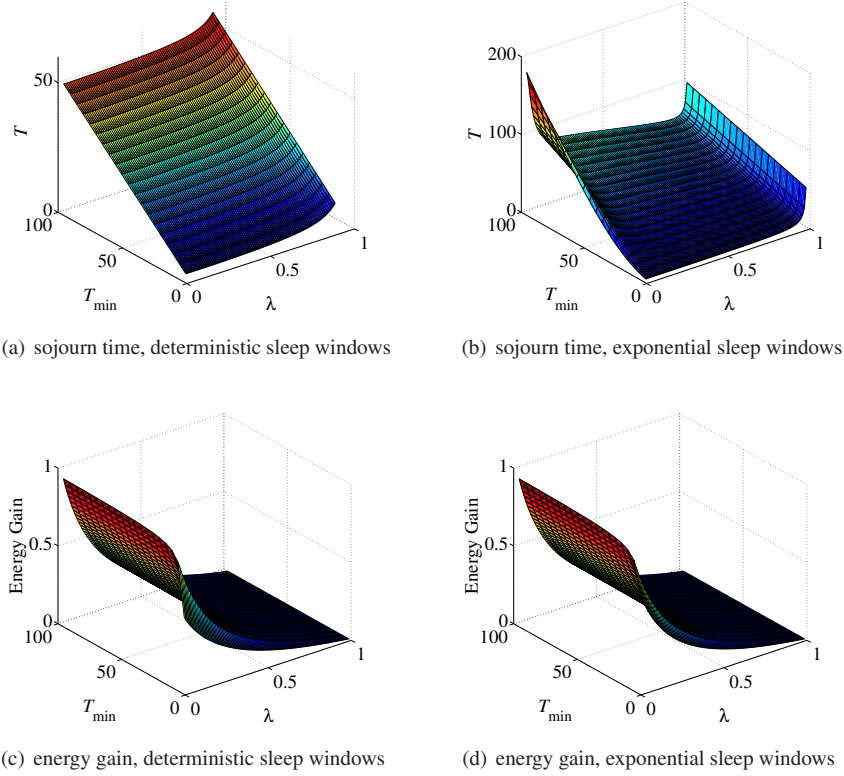 50
T
0
100
50
T_min
0 0
0.5
λ
1
(a) sojourn time, deterministic sleep windows
200
100
T
0
100
50
T_min
0 0
0.5
λ
1
(b) sojourn time, exponential sleep windows
1
0.5
Energy Gain
0
100
50
T_min
0 0
0.5
λ
1
(c) energy gain, deterministic sleep windows
1
0.5
Energy Gain
0
100
50
T_min
0 0
0.5
λ
1
(d) energy gain, exponential sleep windows